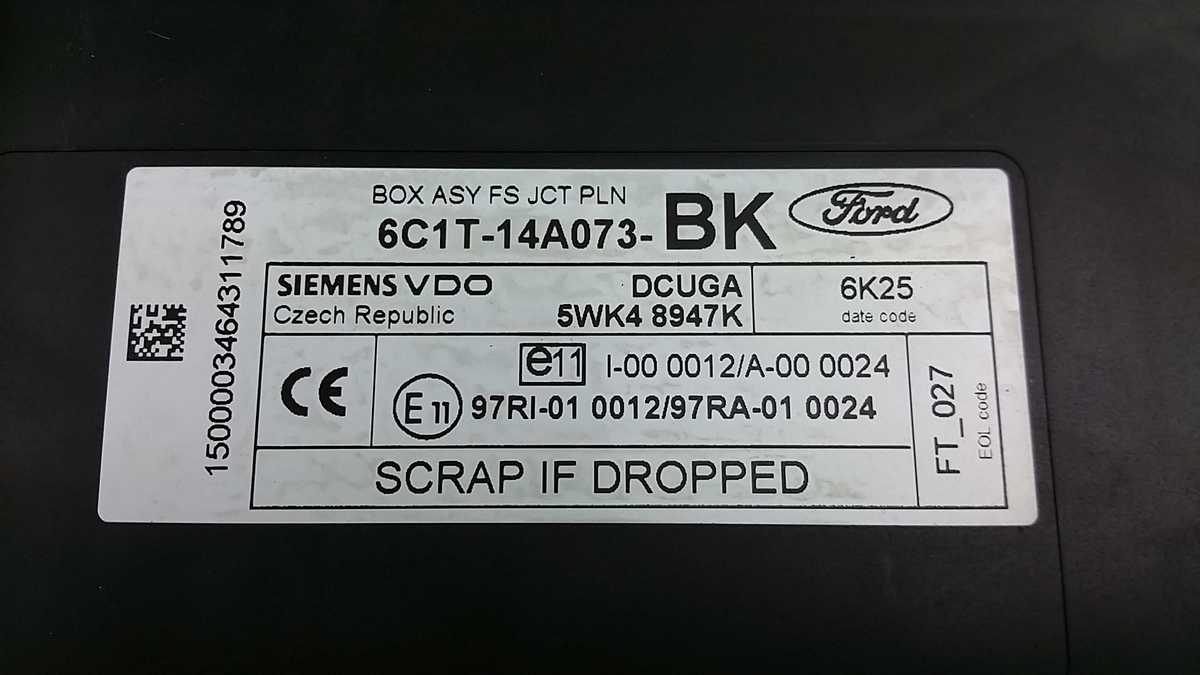 BOX ASY FS JCT PLN
6C1T-14A073-BK
Ford
1500003464311789
SIEMENS VDO
Czech Republic
DCUGA
5WK4 8947K
6K25
date code
CE
e11 I-00 0012/A-00 0024
E11 97RI-01 0012/97RA-01 0024
FT_027
EOL code
SCRAP IF DROPPED